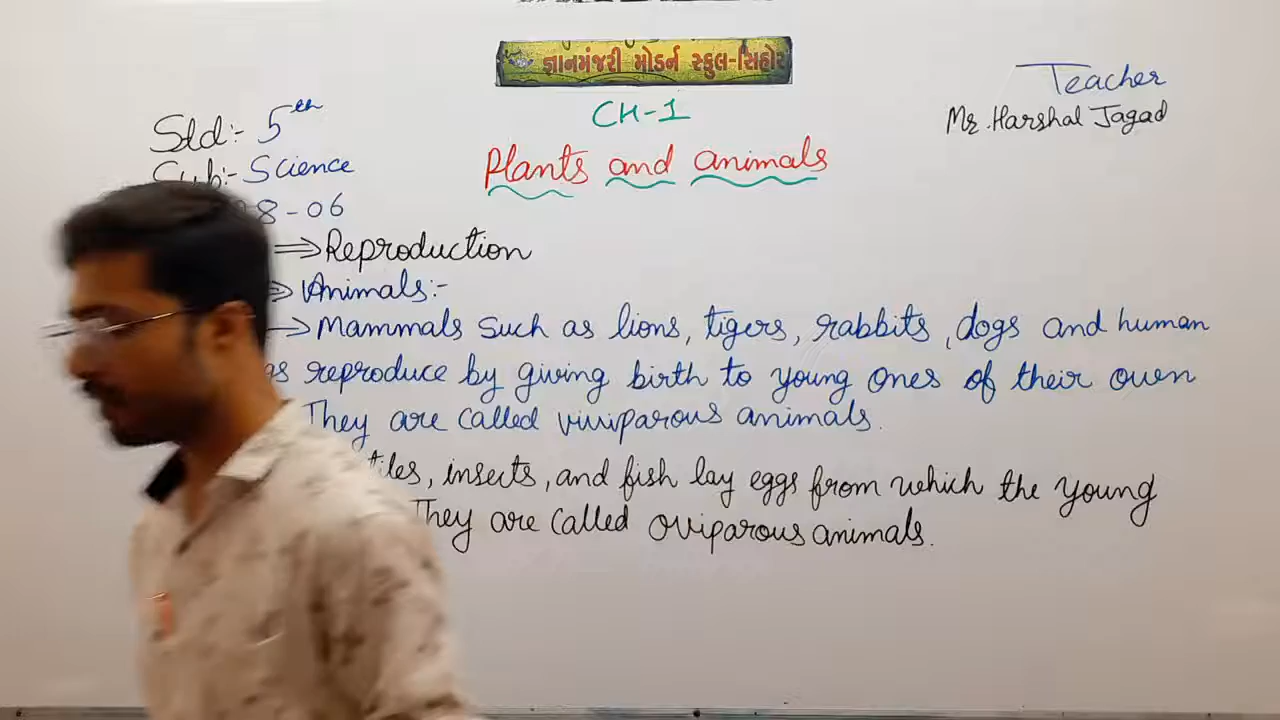 જ્ઞાનમંજરી મોડર્ન સ્કુલ-સિહોર
Teacher
Mr. Harshal Jagad
CH-1
Std:- 5th
Sub:- Science
8-06
Plants and animals
⇒Reproduction
⇒ Animals:-
→ Mammals such as lions, tigers, rabbits, dogs and human
reproduce by giving birth to young ones of their own
They are called viviparous animals.
insects, and fish lay eggs from which the young
They are called oviparous animals.